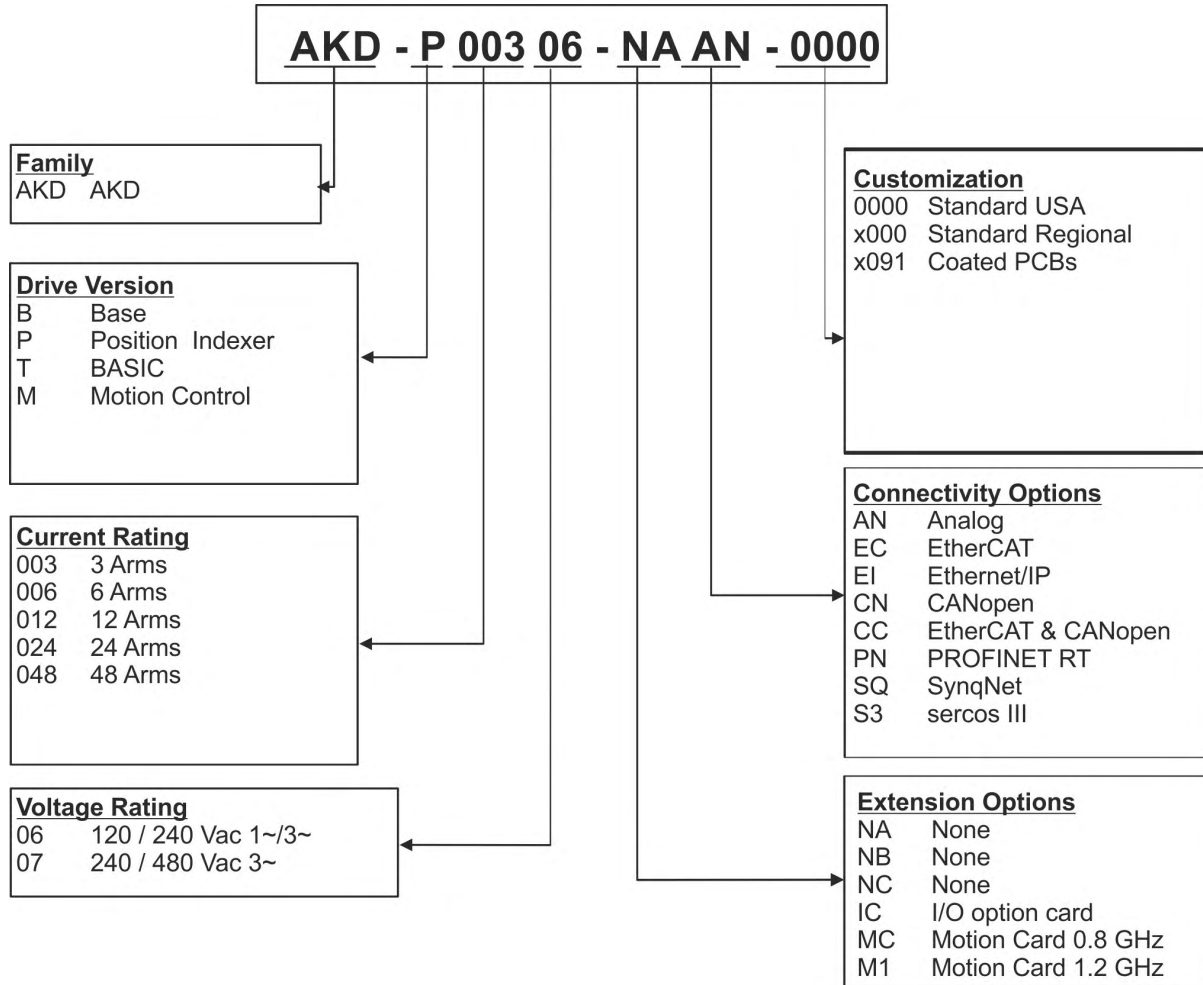 AKD - P 003 06 - NA AN - 0000
Family
AKD AKD
Drive Version
B Base
P Position Indexer
T BASIC
M Motion Control
Current Rating
003 3 Arms
006 6 Arms
012 12 Arms
024 24 Arms
048 48 Arms
Voltage Rating
06 120 / 240 Vac 1~/3~
07 240 / 480 Vac 3~
Customization
0000 Standard USA
x000 Standard Regional
x091 Coated PCBs
Connectivity Options
AN Analog
EC EtherCAT
EI Ethernet/IP
CN CANopen
CC EtherCAT & CANopen
PN PROFINET RT
SQ SynqNet
S3 sercos III
Extension Options
NA None
NB None
NC None
IC I/O option card
MC Motion Card 0.8 GHz
M1 Motion Card 1.2 GHz